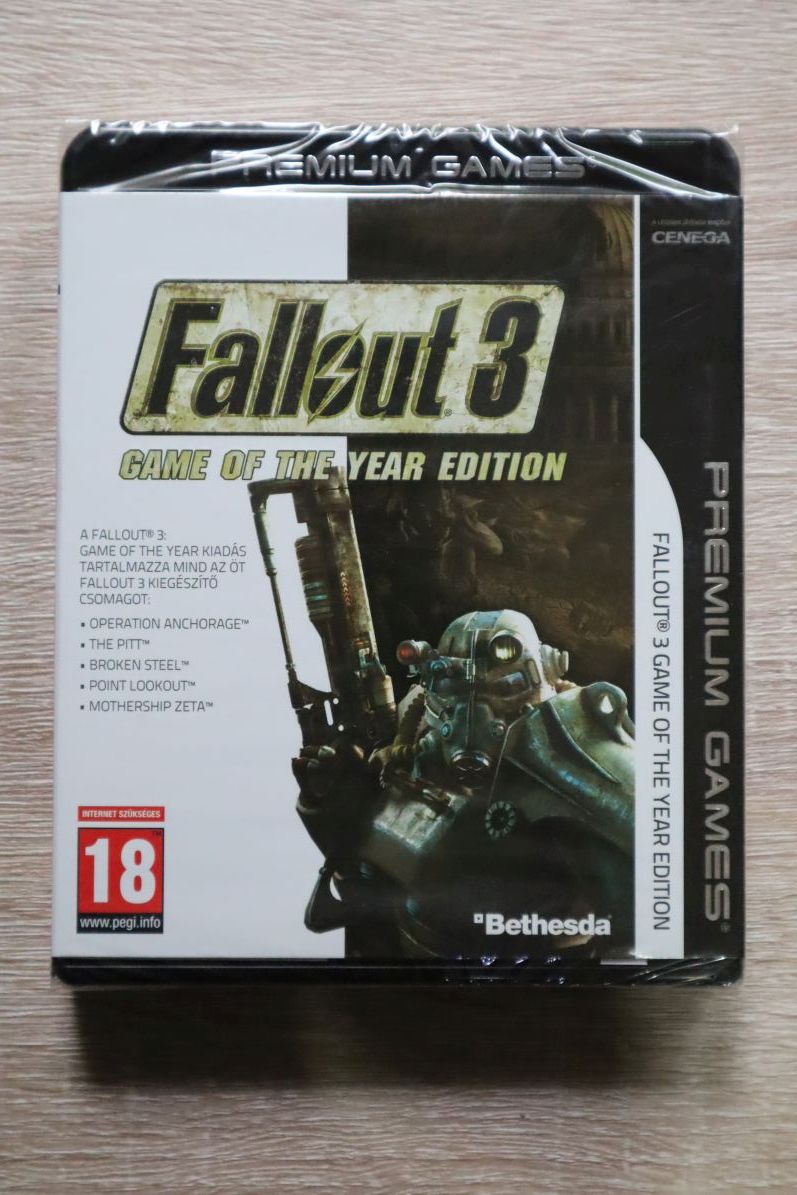 PREMIUM GAMES
CENEGA
Fallout 3
GAME OF THE YEAR EDITION
A FALLOUT® 3:
GAME OF THE YEAR KIADÁS
TARTALMAZZA MIND AZ ÖT
FALLOUT 3 KIEGÉSZÍTŐ
CSOMAGOT:
▪ OPERATION ANCHORAGE™
▪ THE PITT™
▪ BROKEN STEEL™
▪ POINT LOOKOUT™
▪ MOTHERSHIP ZETA™
INTERNET SZÜKSÉGES
18™
www.pegi.info
Bethesda
FALLOUT® 3 GAME OF THE YEAR EDITION
PREMIUM GAMES®